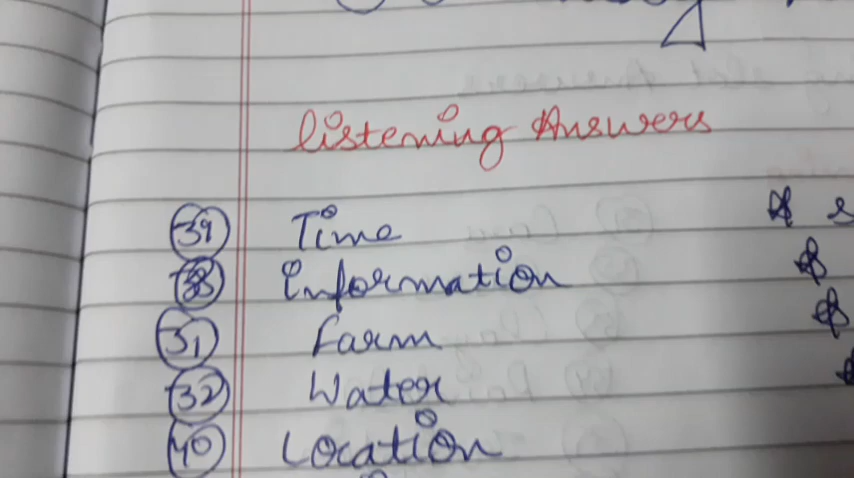 Listening Answers
39 Time
38 Information
31 Farm
32 Water
40 Location